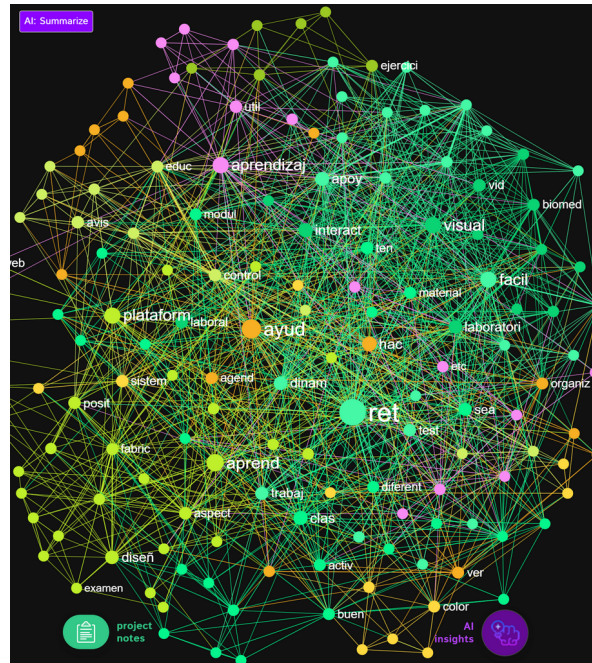 AI: Summarize
ejercici
util
educ
aprendizaj
apoy
vid
modul
biomed
avis
interact
visual
ten
web
control
facil
material
plataform
laboral
ayud
laboratori
hac
etc
sistem
agend
dinam
organiz
posit
ret
sea
test
fabric
aprend
trabaj
diferent
aspect
clas
diseñ
activ
ver
examen
buen
color
project
notes
AI
insights